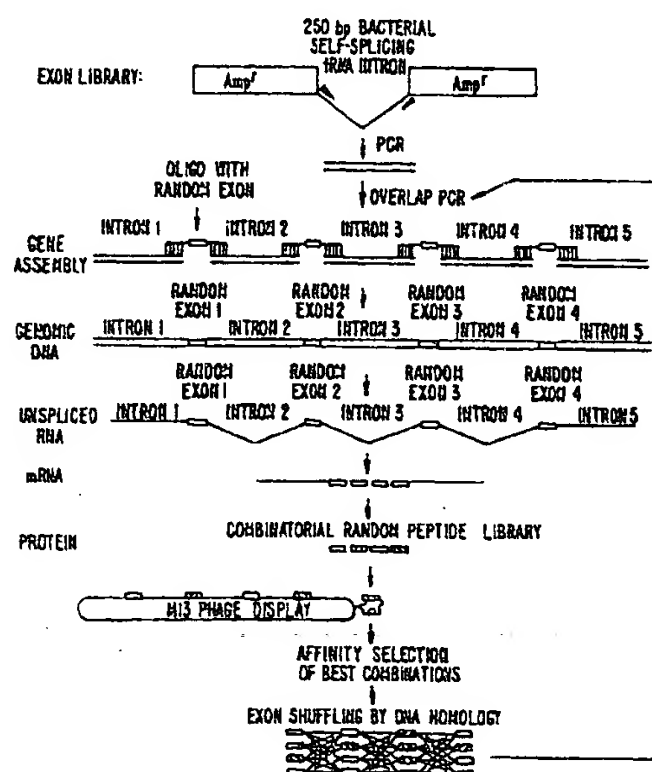 250 bp BACTERIAL
SELF-SPLICING
tRNA INTRON
EXON LIBRARY:
Ampr
Ampr
PCR
OLIGO WITH
RANDOM EXON
OVERLAP PCR
GENE
ASSEMBLY
INTRON 1
INTRON 2
INTRON 3
INTRON 4
INTRON 5
RANDOM
EXON 1
RANDOM
EXON 2
RANDOM
EXON 3
RANDOM
EXON 4
GENOMIC
DNA
INTRON 1
INTRON 2
INTRON 3
INTRON 4
INTRON 5
RANDOM
EXON 1
RANDOM
EXON 2
RANDOM
EXON 3
RANDOM
EXON 4
UNSPLICED
RNA
INTRON 1
INTRON 2
INTRON 3
INTRON 4
INTRON 5
mRNA
PROTEIN
COMBINATORIAL RANDOM PEPTIDE LIBRARY
M13 PHAGE DISPLAY
AFFINITY SELECTION
OF BEST COMBINATIONS
EXON SHUFFLING BY DNA HOMOLOGY